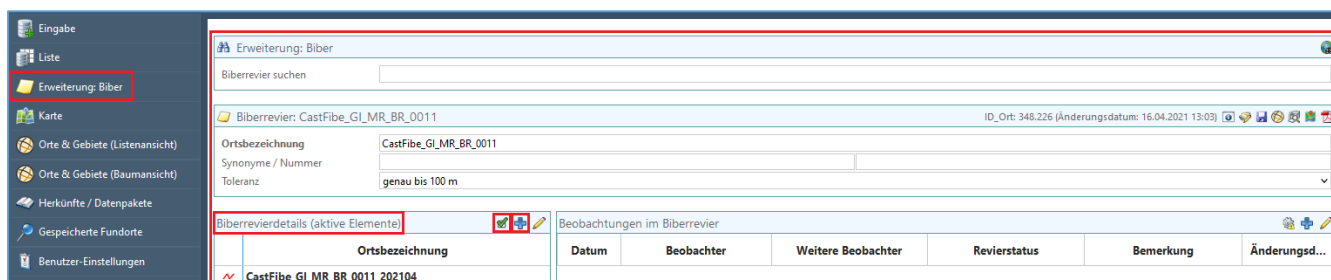 Eingabe
Liste
Erweiterung: Biber
Karte
Orte & Gebiete (Listenansicht)
Orte & Gebiete (Baumansicht)
Herkünfte / Datenpakete
Gespeicherte Fundorte
Benutzer-Einstellungen
Erweiterung: Biber
Biberrevier suchen
Biberrevier: CastFibe_GI_MR_BR_0011 ID_Ort: 348.226 (Änderungsdatum: 16.04.2021 13:03)
Ortsbezeichnung CastFibe_GI_MR_BR_0011
Synonyme / Nummer
Toleranz genau bis 100 m
Biberrevierdetails (aktive Elemente)
Ortsbezeichnung
CastFibe_GI_MR_BR_0011_202104
Beobachtungen im Biberrevier
Datum Beobachter Weitere Beobachter Revierstatus Bemerkung Änderungsd...